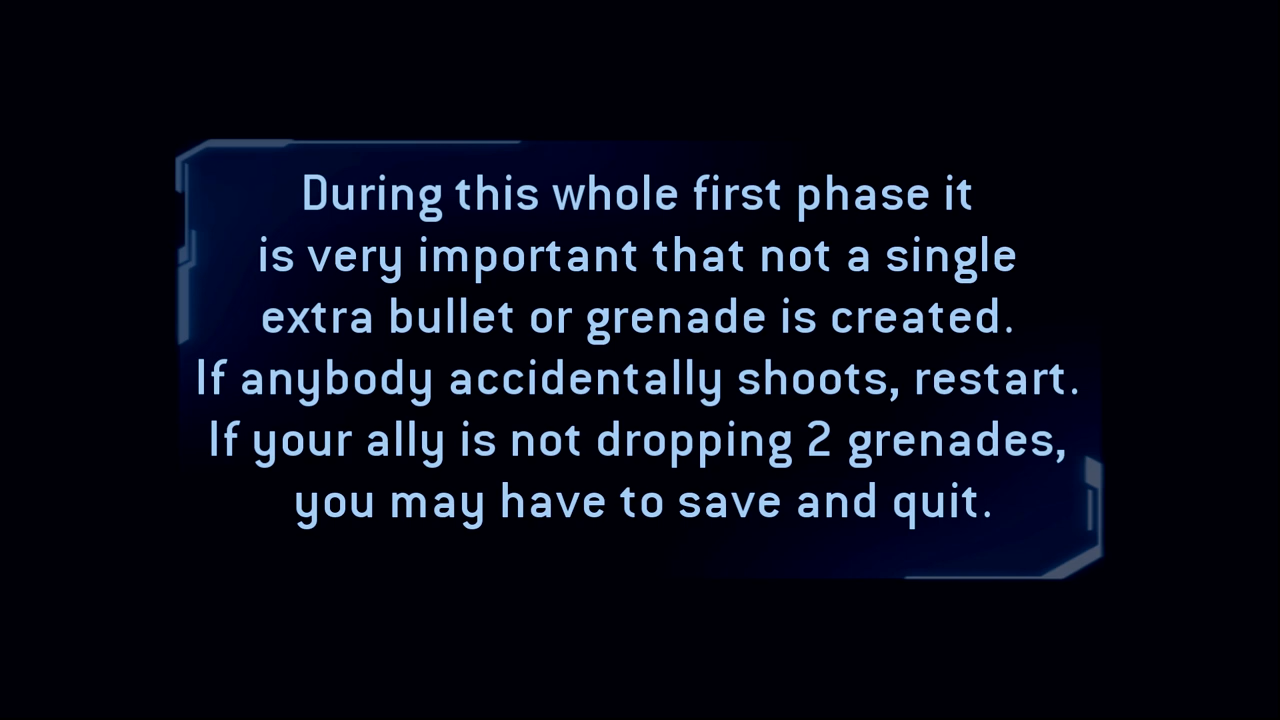 During this whole first phase it
is very important that not a single
extra bullet or grenade is created.
If anybody accidentally shoots, restart.
If your ally is not dropping 2 grenades,
you may have to save and quit.